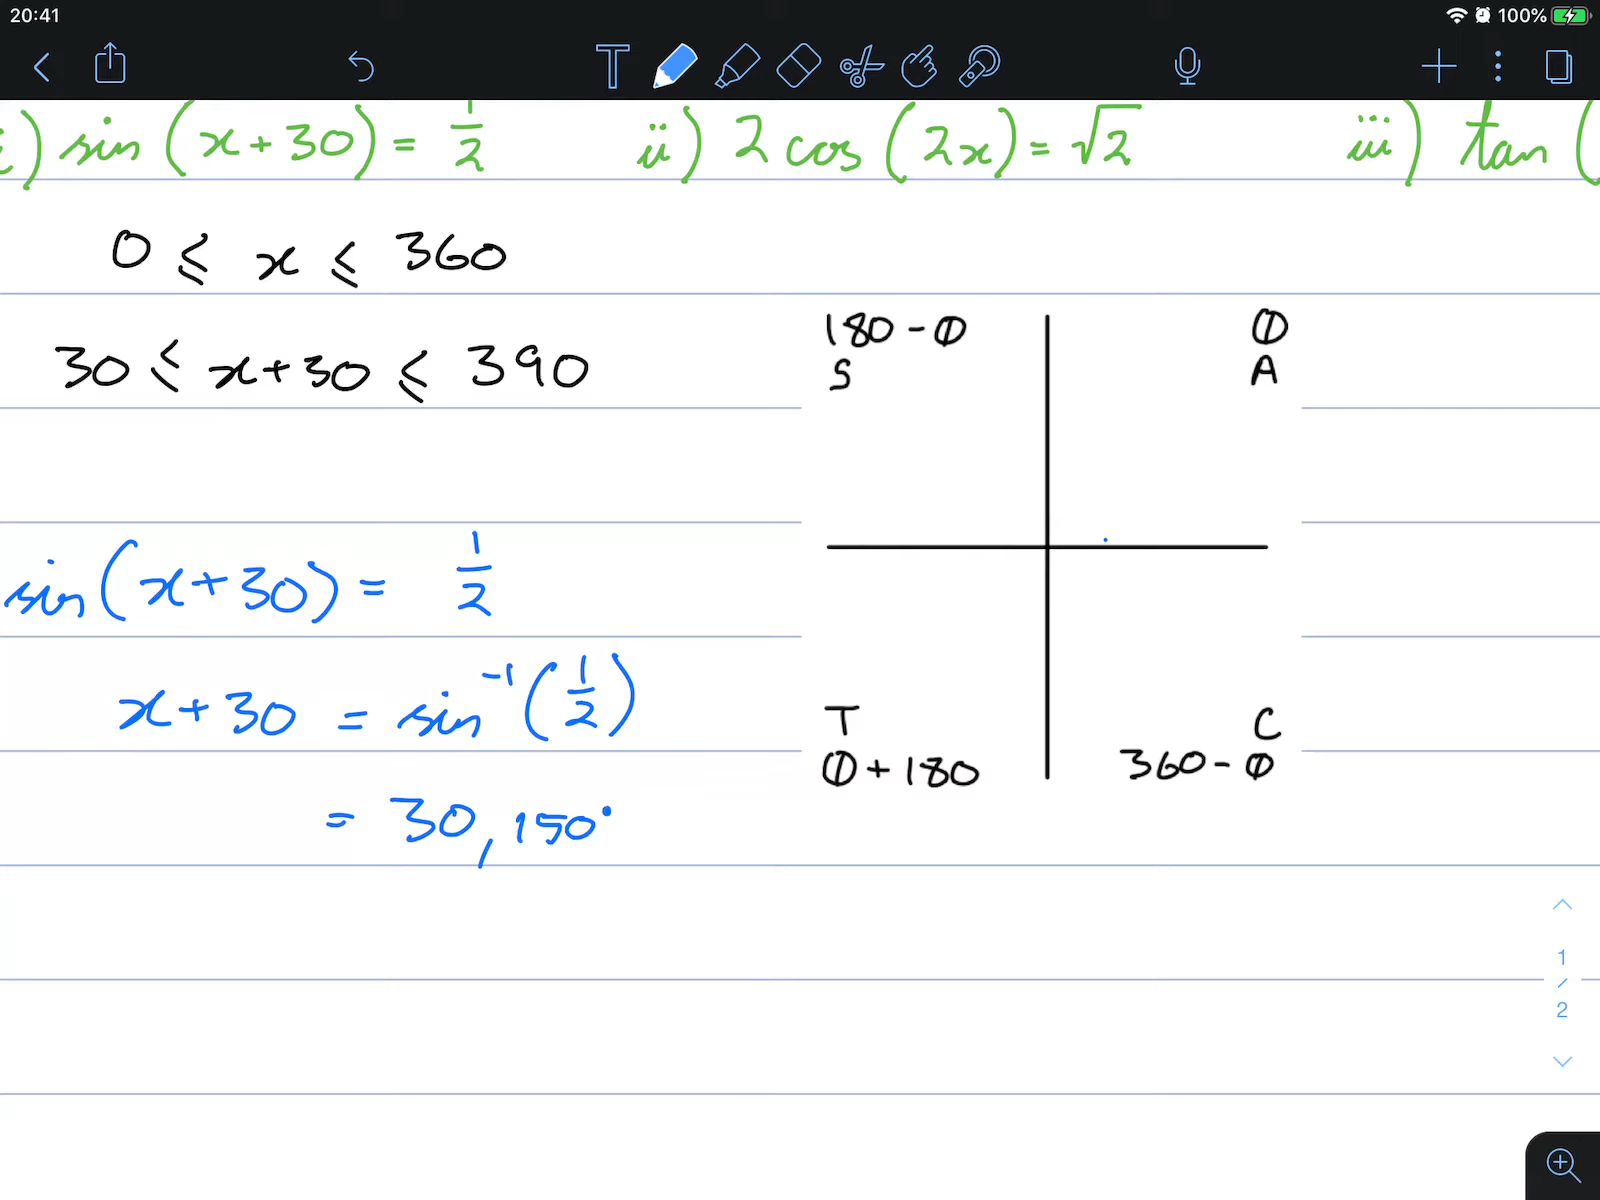 20:41 100%
i) sin (x+30) = 1/2 ii) 2 cos (2x) = √2 iii) tan (
0 ≤ x ≤ 360
180 - θ θ
S A
30 ≤ x+30 ≤ 390
sin (x+30) = 1/2
x+30 = sin⁻¹ (1/2)
T C
θ + 180 360 - θ
= 30, 150°
1
/
2